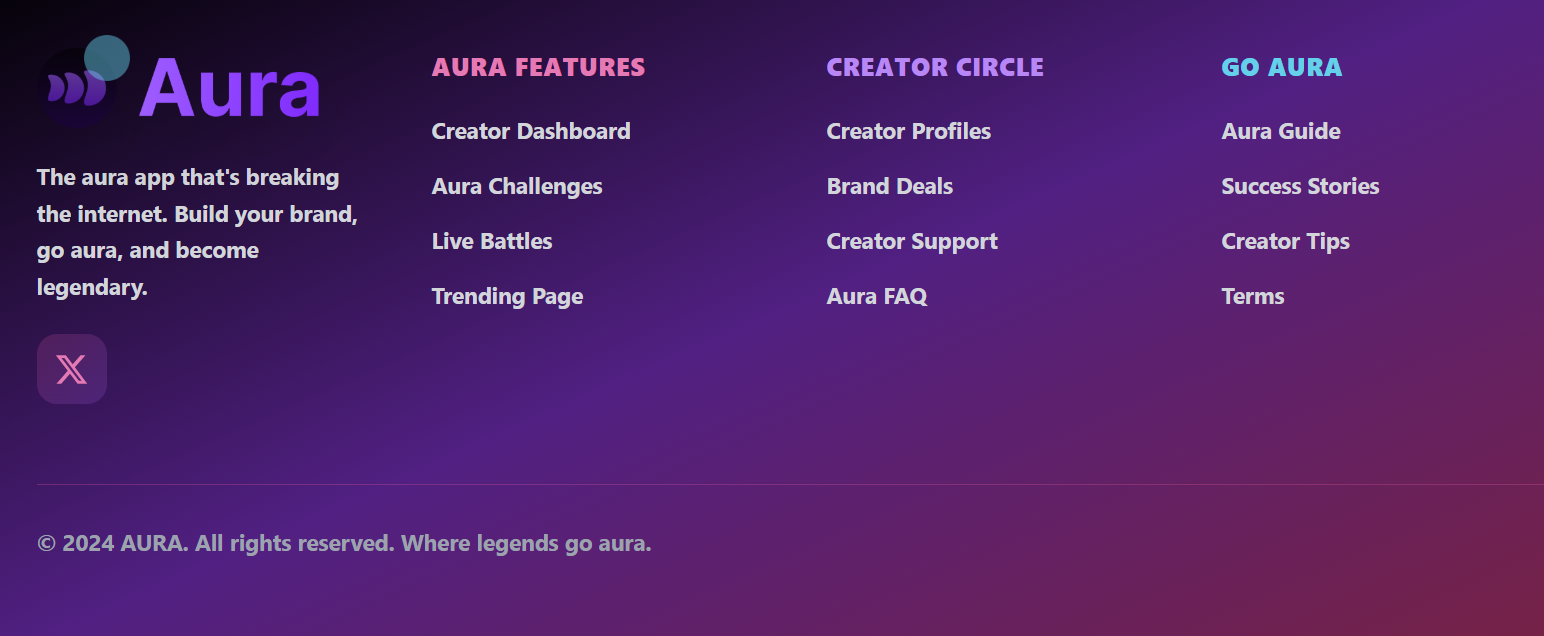 Aura
The aura app that's breaking
the internet. Build your brand,
go aura, and become
legendary.
AURA FEATURES
Creator Dashboard
Aura Challenges
Live Battles
Trending Page
CREATOR CIRCLE
Creator Profiles
Brand Deals
Creator Support
Aura FAQ
GO AURA
Aura Guide
Success Stories
Creator Tips
Terms
© 2024 AURA. All rights reserved. Where legends go aura.